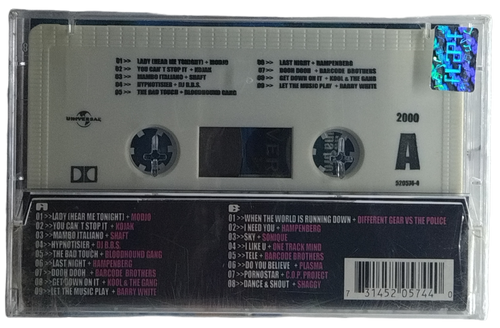 01>>LADY (HEAR ME TONIGHT) + MODJO
02>>YOU CAN'T STOP IT + KOJAK
03>>MAMBO ITALIANO + SHAFT
04>>HYPNOTISER + DJ B.B.S.
05>>THE BAD TOUCH + BLOODHOUND GANG
06>>LAST NIGHT + HAMPENBERG
07>>DOOH DOOH + BARCODE BROTHERS
08>>GET DOWN ON IT + KOOL & THE GANG
09>>LET THE MUSIC PLAY + BARRY WHITE
UNIVERSAL
2000
A
520574-4
A
01>>LADY (HEAR ME TONIGHT) + MODJO
02>>YOU CAN'T STOP IT + KOJAK
03>>MAMBO ITALIANO + SHAFT
04>>HYPNOTISER + DJ B.B.S.
05>>THE BAD TOUCH + BLOODHOUND GANG
06>>LAST NIGHT + HAMPENBERG
07>>DOOH DOOH + BARCODE BROTHERS
08>>GET DOWN ON IT + KOOL & THE GANG
09>>LET THE MUSIC PLAY + BARRY WHITE
B
01>>WHEN THE WORLD IS RUNNING DOWN + DIFFERENT GEAR VS THE POLICE
02>>I NEED YOU + HAMPENBERG
03>>SKY + SONIQUE
04>>I LIKE U + ONE TRACK MIND
05>>TELE + BARCODE BROTHERS
06>>DO YOU BELIEVE + PLASMA
07>>PORNOSTAR + C.O.P. PROJECT
08>>DANCE & SHOUT + SHAGGY
7 31452 05744 0